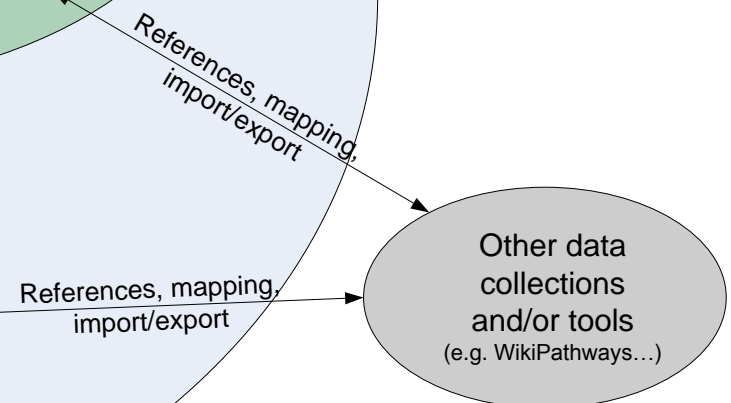 References, mapping,
import/export
Other data
collections
and/or tools
(e.g. WikiPathways…)
References, mapping,
import/export